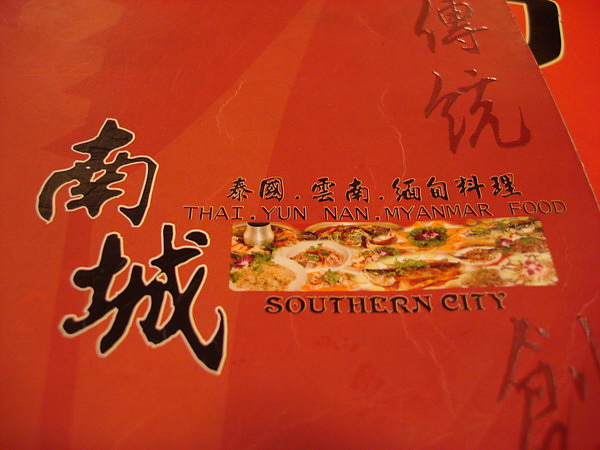 傳統
南城
泰國.雲南.緬甸料理
THAI.YUN NAN.MYANMAR FOOD
SOUTHERN CITY
創